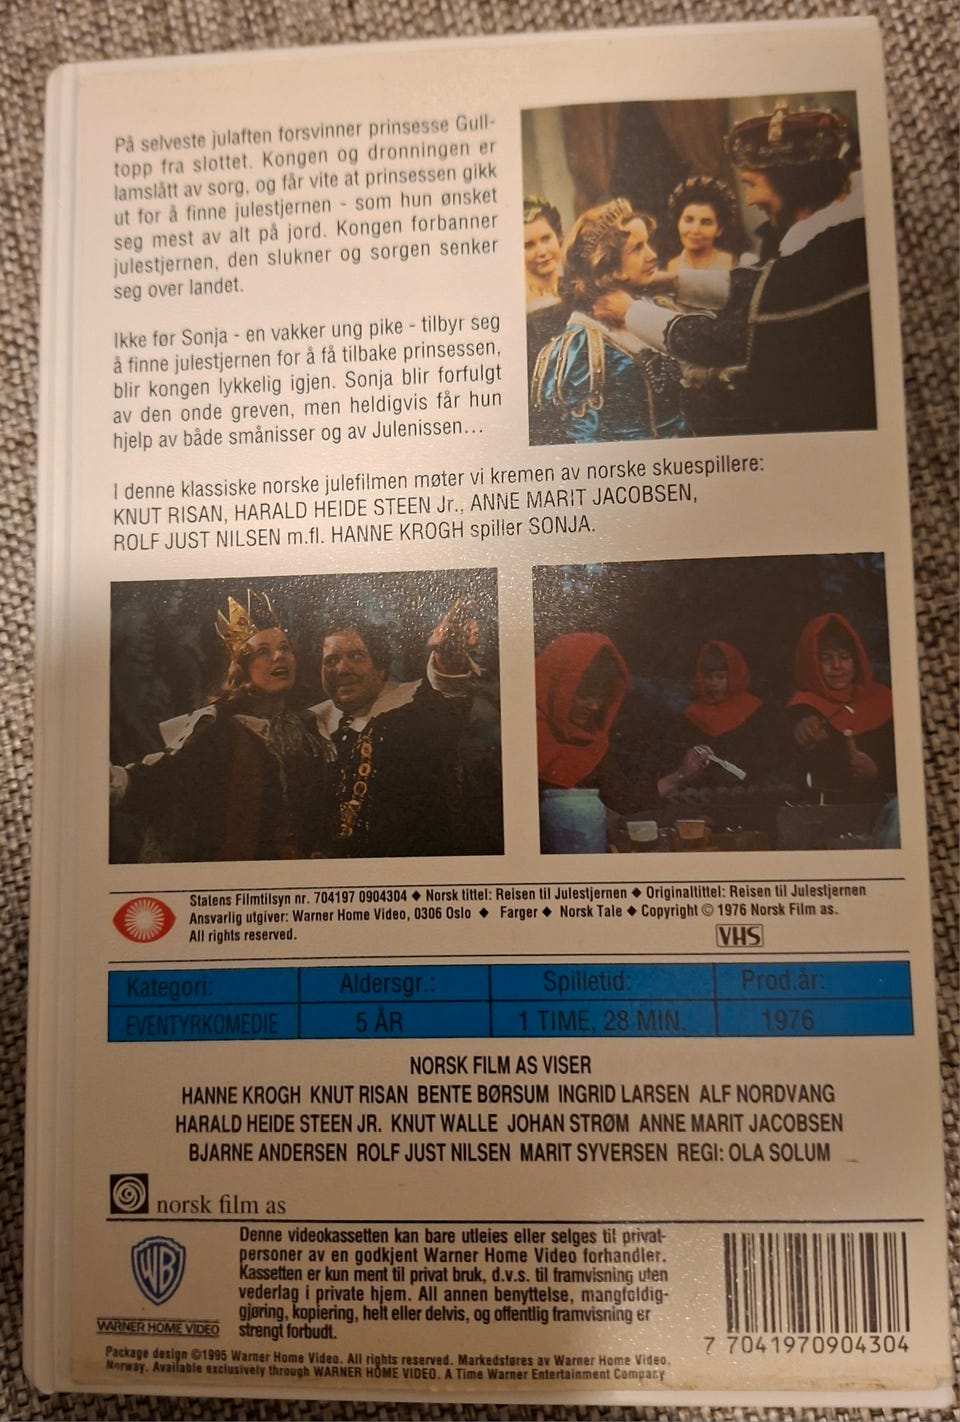 På selveste julaften forsvinner prinsesse Gull-
topp fra slottet. Kongen og dronningen er
lamslått av sorg, og får vite at prinsessen gikk
ut for å finne julestjernen - som hun ønsket
seg mest av alt på jord. Kongen forbanner
julestjernen, den slukner og sorgen senker
seg over landet.
Ikke før Sonja - en vakker ung pike - tilbyr seg
å finne julestjernen for å få tilbake prinsessen,
blir kongen lykkelig igjen. Sonja blir forfulgt
av den onde greven, men heldigvis får hun
hjelp av både smånisser og av Julenissen...
I denne klassiske norske julefilmen møter vi kremen av norske skuespillere:
KNUT RISAN, HARALD HEIDE STEEN Jr., ANNE MARIT JACOBSEN,
ROLF JUST NILSEN m.fl. HANNE KROGH spiller SONJA.
Statens Filmtilsyn nr. 704197 0904304 ◆ Norsk tittel: Reisen til Julestjernen ◆ Originaltittel: Reisen til Julestjernen
Ansvarlig utgiver: Warner Home Video, 0306 Oslo ◆ Farger ◆ Norsk Tale ◆ Copyright © 1976 Norsk Film as.
All rights reserved.
VHS
Kategori: Aldersgr.: Spilletid: Prod.år:
EVENTYRKOMEDIE 5 ÅR 1 TIME, 28 MIN. 1976
NORSK FILM AS VISER
HANNE KROGH KNUT RISAN BENTE BØRSUM INGRID LARSEN ALF NORDVANG
HARALD HEIDE STEEN JR. KNUT WALLE JOHAN STRØM ANNE MARIT JACOBSEN
BJARNE ANDERSEN ROLF JUST NILSEN MARIT SYVERSEN REGI: OLA SOLUM
norsk film as
WB
WARNER HOME VIDEO
Denne videokassetten kan bare utleies eller selges til privat-
personer av en godkjent Warner Home Video forhandler.
Kassetten er kun ment til privat bruk, d.v.s. til framvisning uten
vederlag i private hjem. All annen benyttelse, mangfoldig-
gjøring, kopiering, helt eller delvis, og offentlig framvisning er
strengt forbudt.
7 7041970904304
Package design ©1995 Warner Home Video. All rights reserved. Markedsføres av Warner Home Video,
Norway. Available exclusively through WARNER HOME VIDEO. A Time Warner Entertainment Company